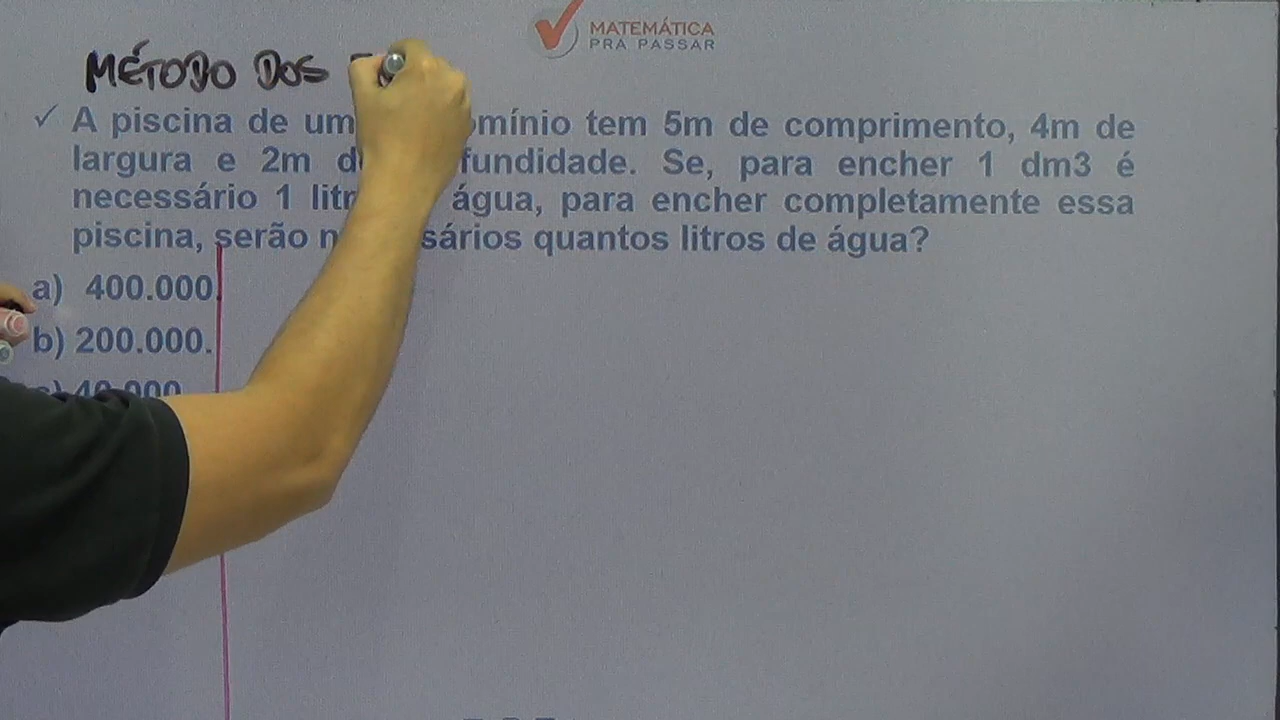 MATEMÁTICA
PRA PASSAR
MÉTODO DOS
✓ A piscina de um omínio tem 5m de comprimento, 4m de
largura e 2m d fundidade. Se, para encher 1 dm3 é
necessário 1 litr água, para encher completamente essa
piscina, serão n sários quantos litros de água?
a) 400.000.
b) 200.000.
c) 40.000